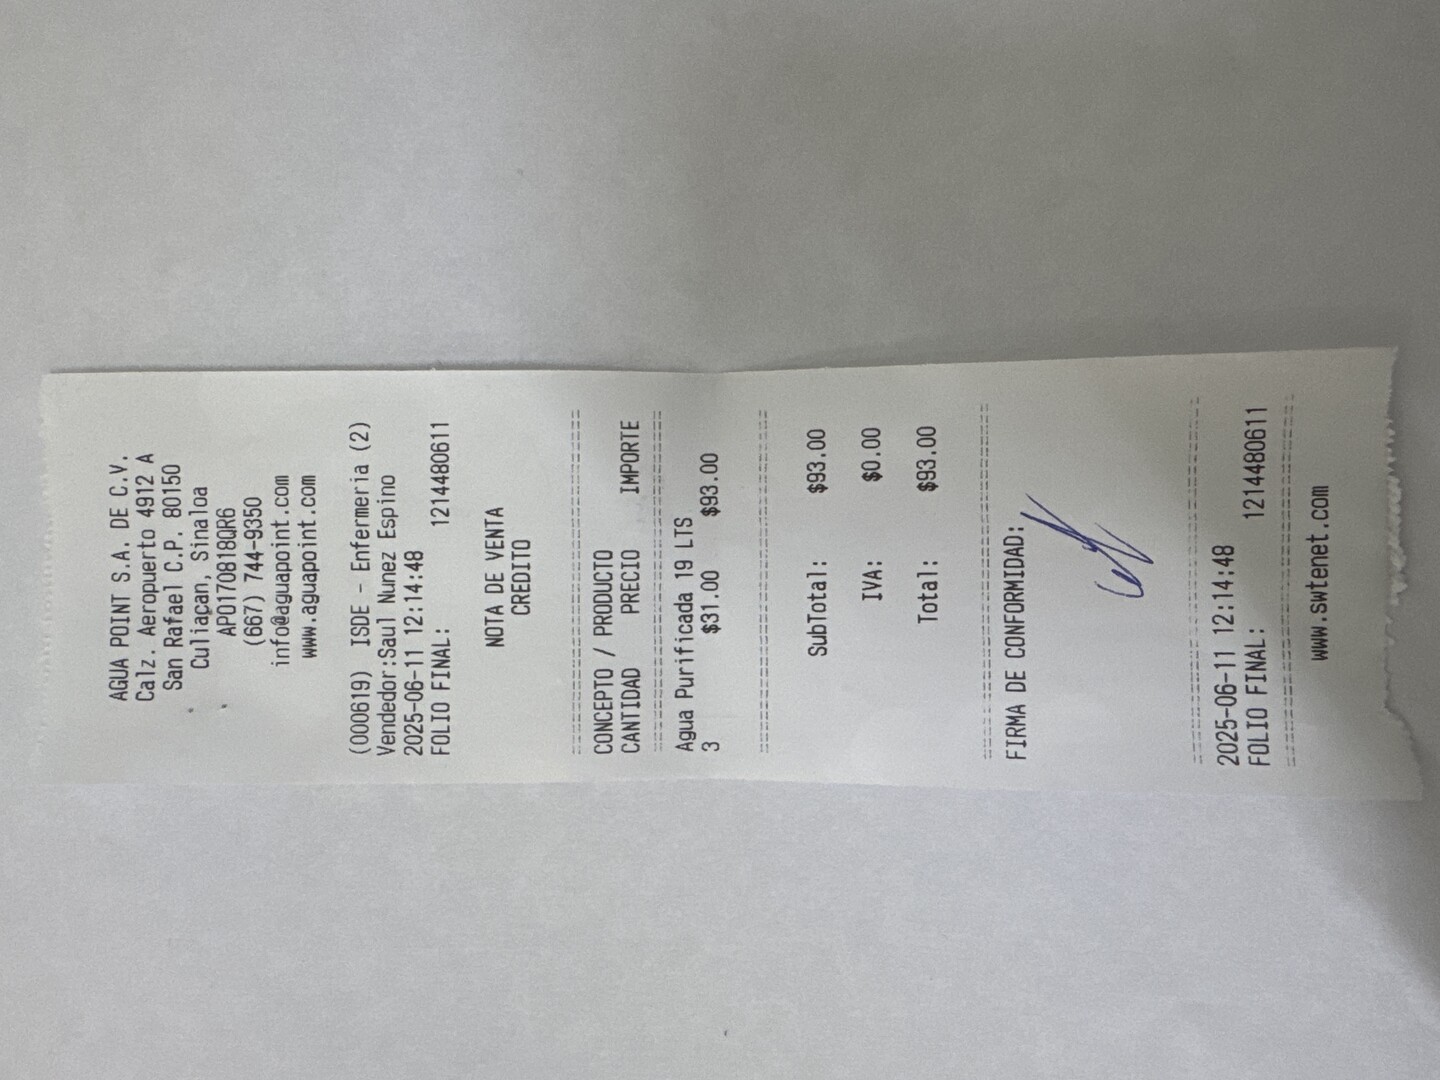 AGUA POINT S.A. DE C.V.
Calz. Aeropuerto 4912 A
San Rafael C.P. 80150
Culiaçan, Sinaloa
APO170818QR6
(667) 744-9350
info@aguapoint.com
www.aguapoint.com
(000619) ISDE - Enfermeria (2)
Vendedor:Saul Nunez Espino
2025-06-11 12:14:48
FOLIO FINAL: 1214480611
NOTA DE VENTA
CREDITO
==============================
CONCEPTO / PRODUCTO
CANTIDAD PRECIO IMPORTE
==============================
Agua Purificada 19 LTS
3 $31.00 $93.00
==============================
SubTotal: $93.00
IVA: $0.00
Total: $93.00
==============================
FIRMA DE CONFORMIDAD:
==============================
2025-06-11 12:14:48
FOLIO FINAL: 1214480611
==============================
www.swtenet.com